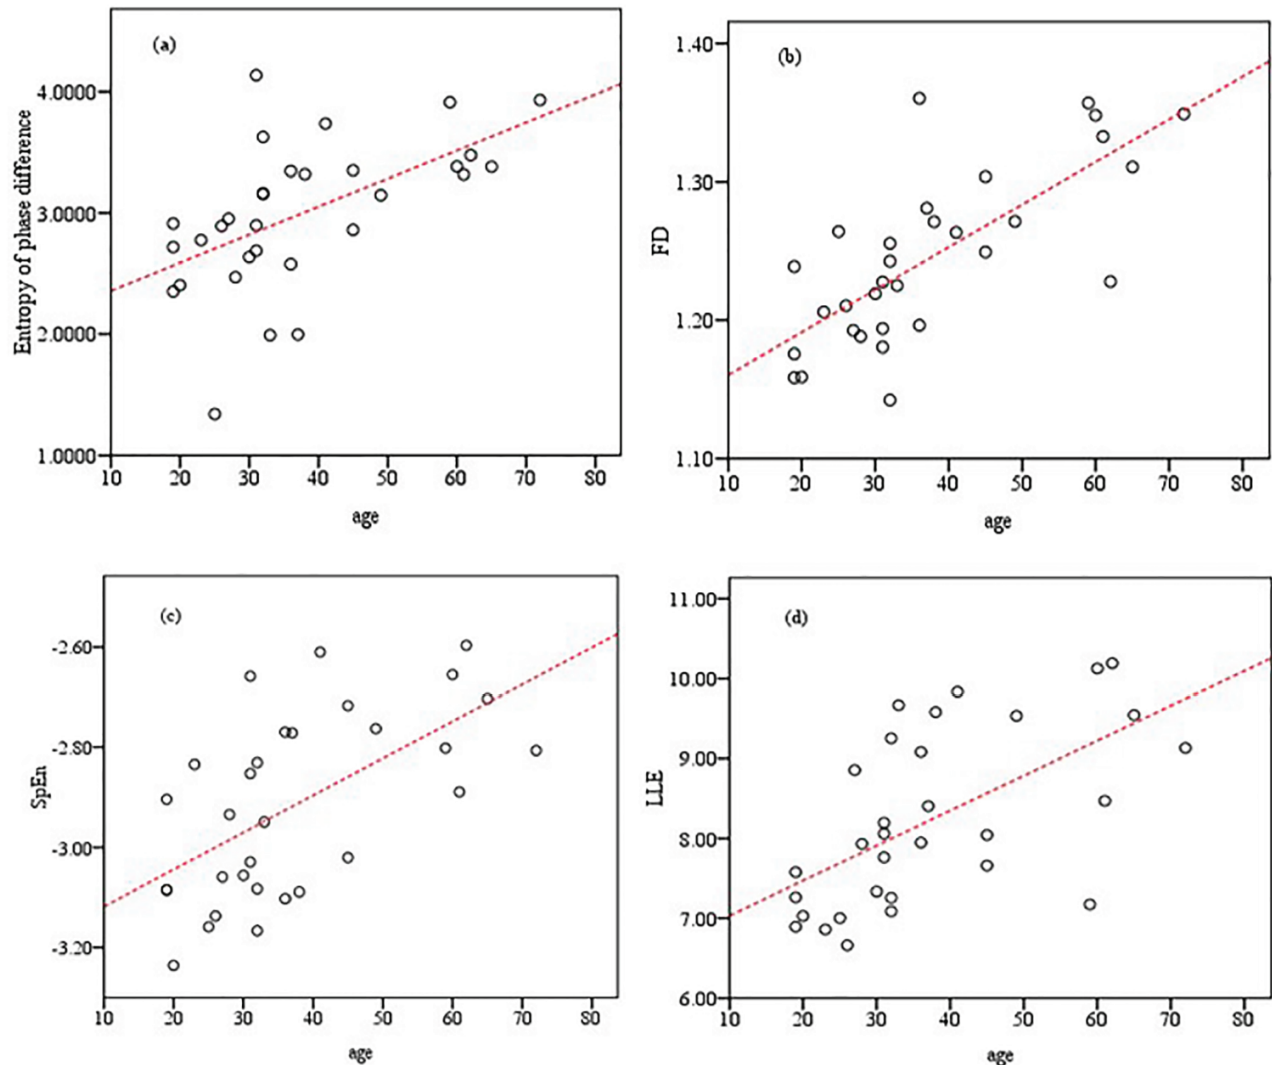 (a)
Entropy of phase difference
4.0000
3.0000
2.0000
1.0000
10 20 30 40 50 60 70 80
age
(b)
FD
1.40
1.30
1.20
1.10
10 20 30 40 50 60 70 80
age
(c)
SpEn
-2.60
-2.80
-3.00
-3.20
10 20 30 40 50 60 70 80
age
(d)
LLE
11.00
10.00
9.00
8.00
7.00
6.00
10 20 30 40 50 60 70 80
age